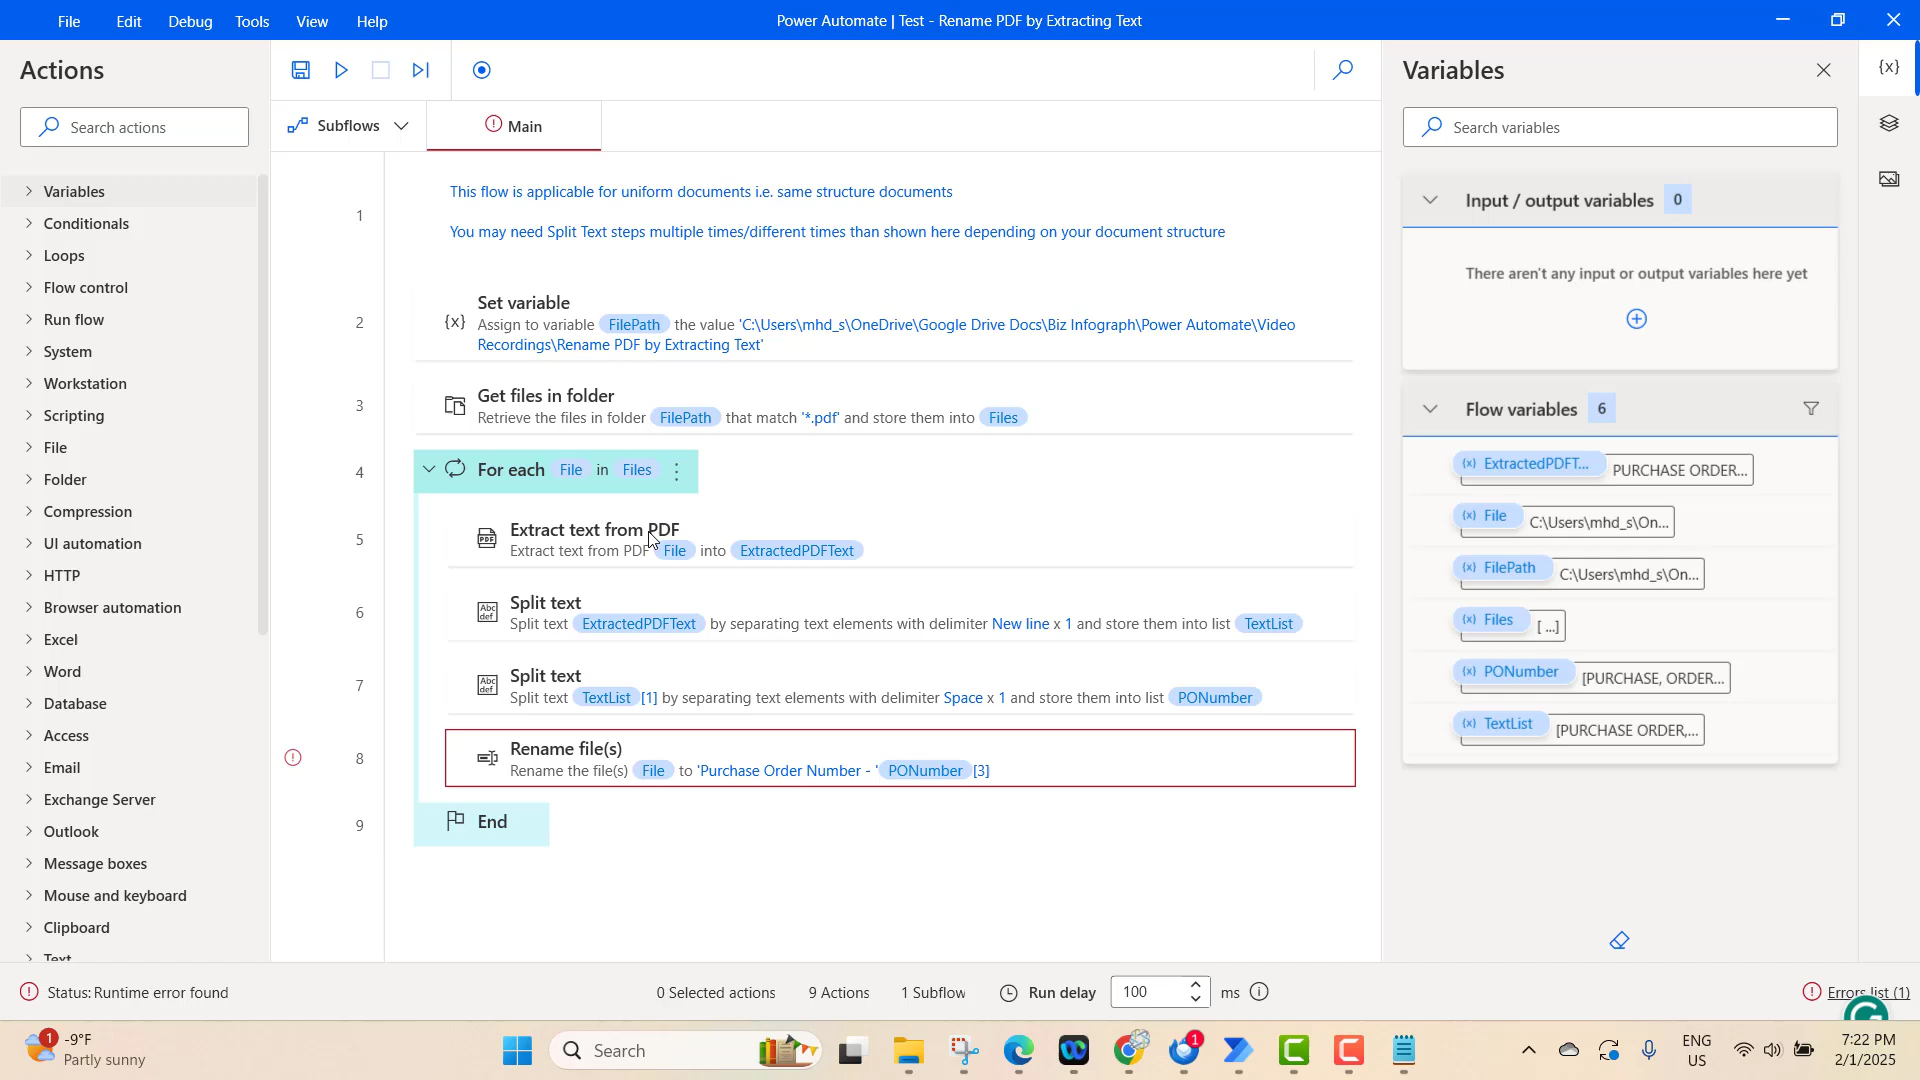 File Edit Debug Tools View Help Power Automate | Test - Rename PDF by Extracting Text
Actions
Search actions
Variables
Conditionals
Loops
Flow control
Run flow
System
Workstation
Scripting
File
Folder
Compression
UI automation
HTTP
Browser automation
Excel
Word
Database
Access
Email
Exchange Server
Outlook
Message boxes
Mouse and keyboard
Clipboard
Text
Subflows Main
1
This flow is applicable for uniform documents i.e. same structure documents
You may need Split Text steps multiple times/different times than shown here depending on your document structure
2
{x} Set variable
Assign to variable FilePath the value 'C:\Users\mhd_s\OneDrive\Google Drive Docs\Biz Infograph\Power Automate\Video
Recordings\Rename PDF by Extracting Text'
3
Get files in folder
Retrieve the files in folder FilePath that match '*.pdf' and store them into Files
4 For each File in Files
5
PDF Extract text from PDF
Extract text from PDF File into ExtractedPDFText
6
Abc def Split text
Split text ExtractedPDFText by separating text elements with delimiter New line x 1 and store them into list TextList
7
Abc def Split text
Split text TextList [1] by separating text elements with delimiter Space x 1 and store them into list PONumber
8
Rename file(s)
Rename the file(s) File to 'Purchase Order Number - ' PONumber [3]
9 End
Variables
{x}
Search variables
Input / output variables 0
There aren't any input or output variables here yet
Flow variables 6
(x) ExtractedPDFT... PURCHASE ORDER...
(x) File C:\Users\mhd_s\On...
(x) FilePath C:\Users\mhd_s\On...
(x) Files [ ...]
(x) PONumber [PURCHASE, ORDER...
(x) TextList [PURCHASE ORDER,...
Status: Runtime error found 0 Selected actions 9 Actions 1 Subflow Run delay 100 ms Errors list (1)
1 -9°F
Partly sunny
Search
1
ENG
US
7:22 PM
2/1/2025